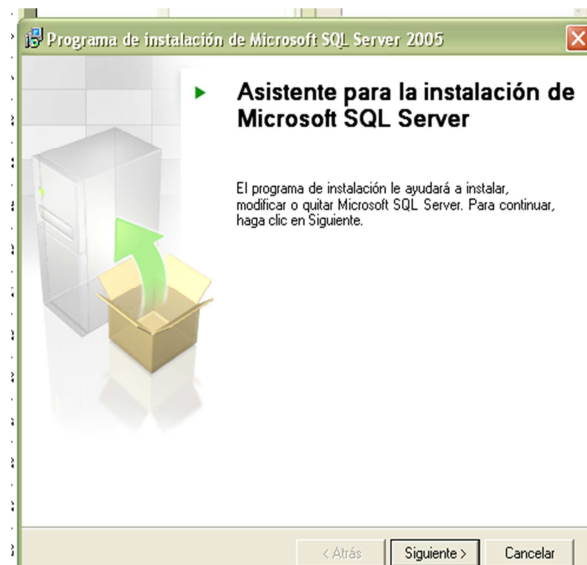 Programa de instalación de Microsoft SQL Server 2005
Asistente para la instalación de
Microsoft SQL Server
El programa de instalación le ayudará a instalar,
modificar o quitar Microsoft SQL Server. Para continuar,
haga clic en Siguiente.
< Atrás
Siguiente >
Cancelar